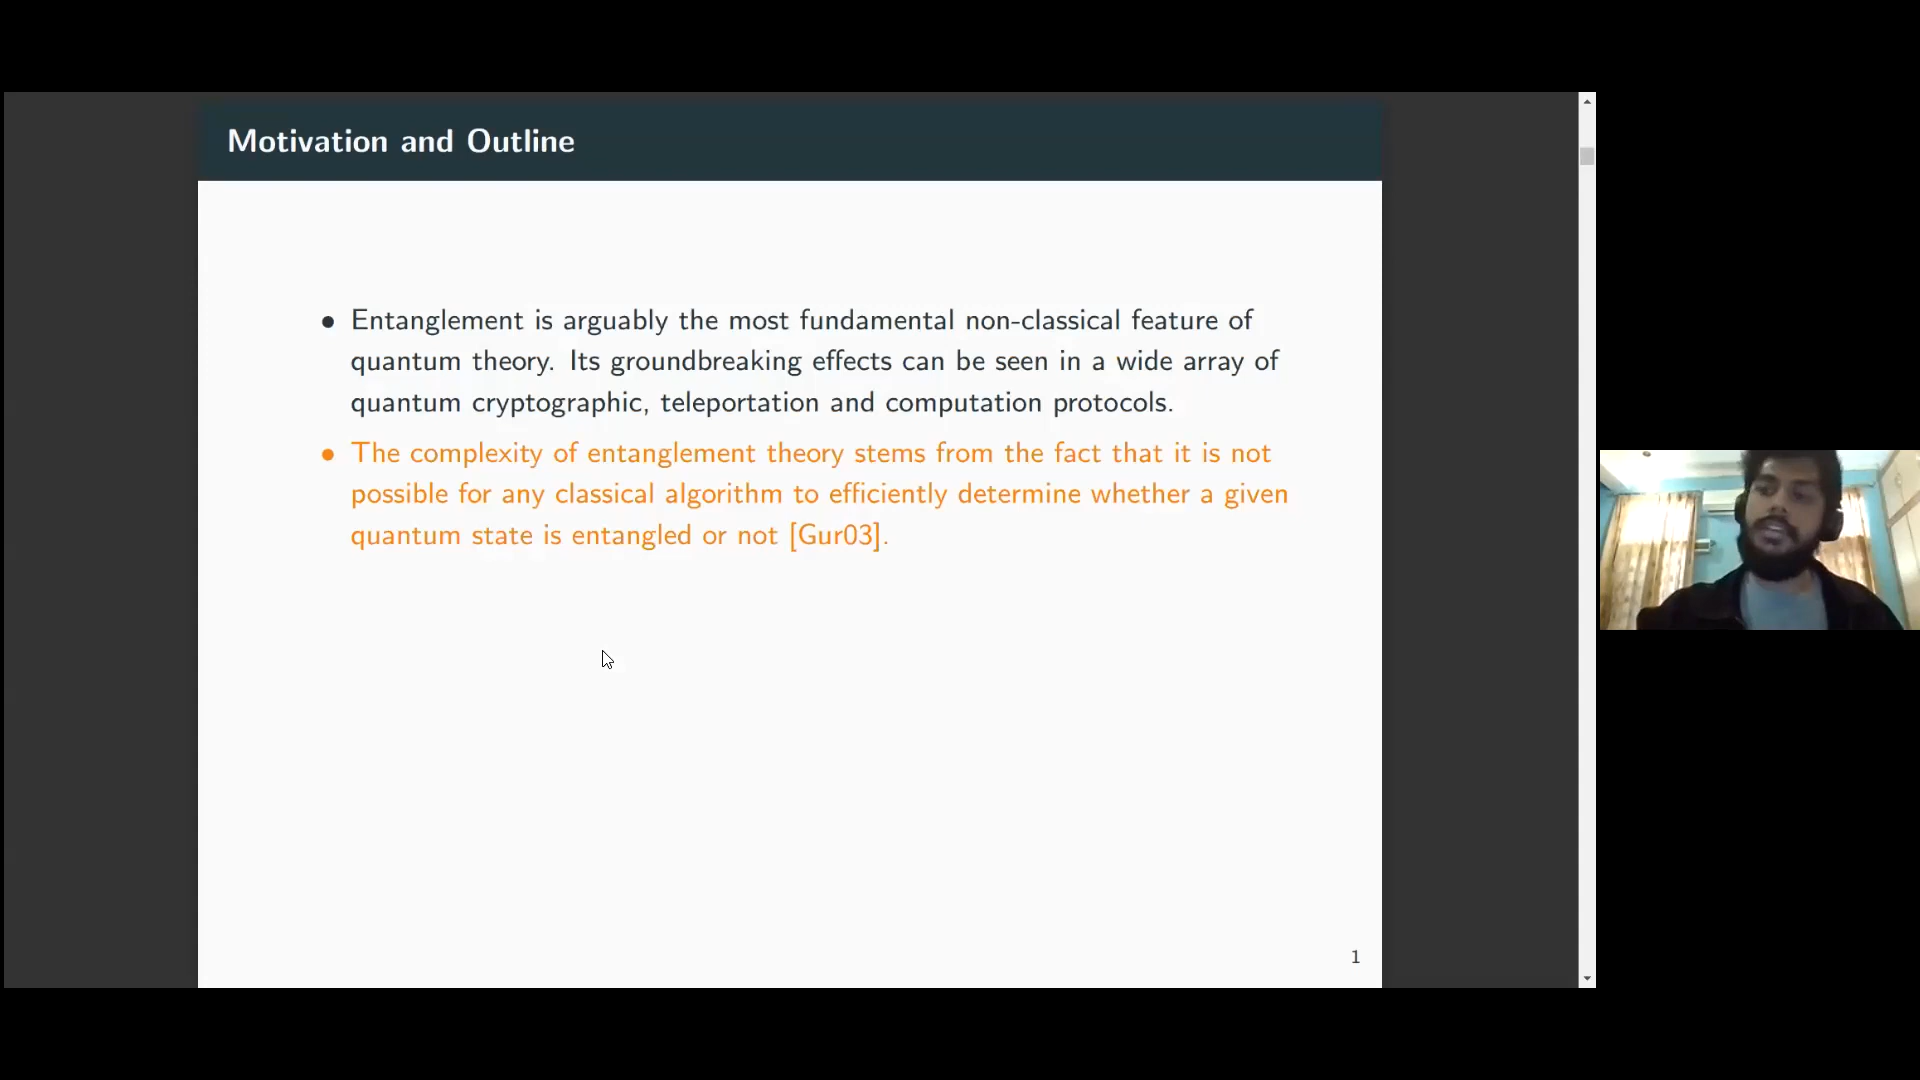 Motivation and Outline
• Entanglement is arguably the most fundamental non-classical feature of
quantum theory. Its groundbreaking effects can be seen in a wide array of
quantum cryptographic, teleportation and computation protocols.
• The complexity of entanglement theory stems from the fact that it is not
possible for any classical algorithm to efficiently determine whether a given
quantum state is entangled or not [Gur03].
1